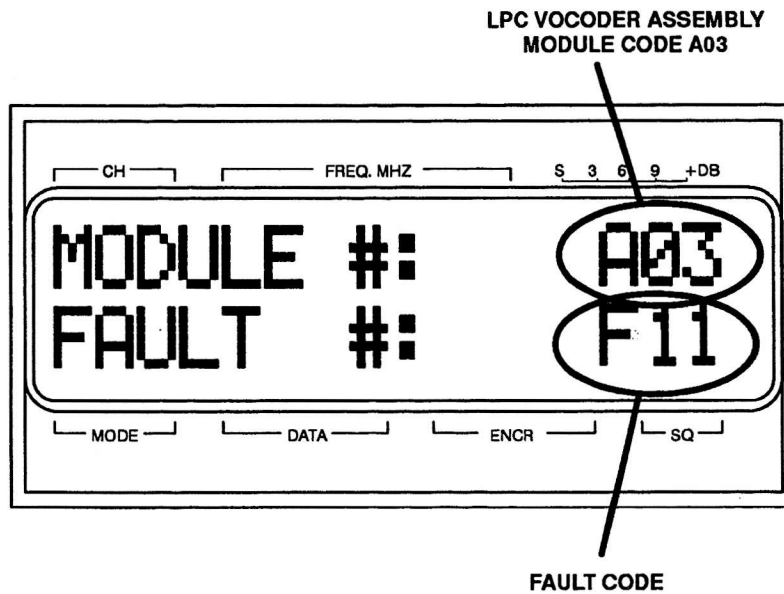 LPC VOCODER ASSEMBLY
MODULE CODE A03
CH FREQ. MHZ S 3 6 9 +DB
MODULE #: A03
FAULT #: F11
MODE DATA ENCR SQ
FAULT CODE